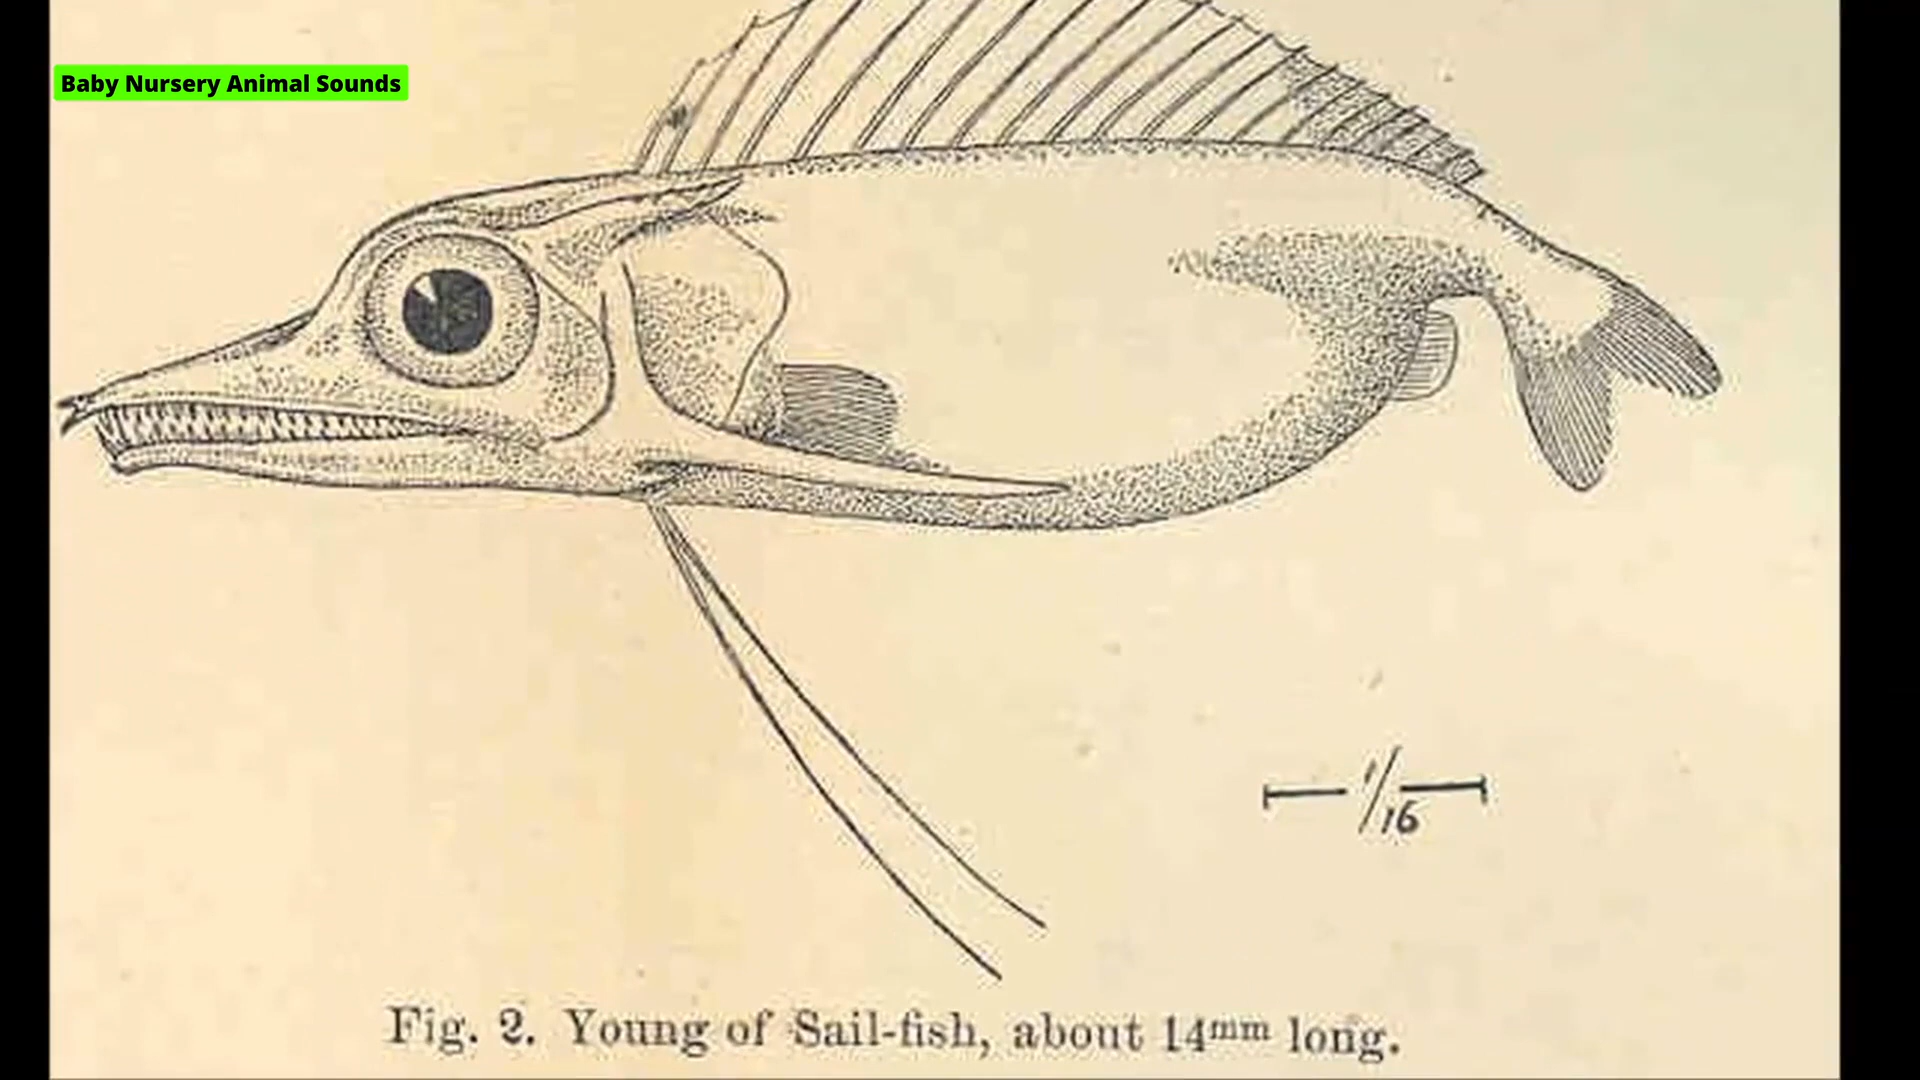 Baby Nursery Animal Sounds
1/16
Fig. 2. Young of Sail-fish, about 14mm long.